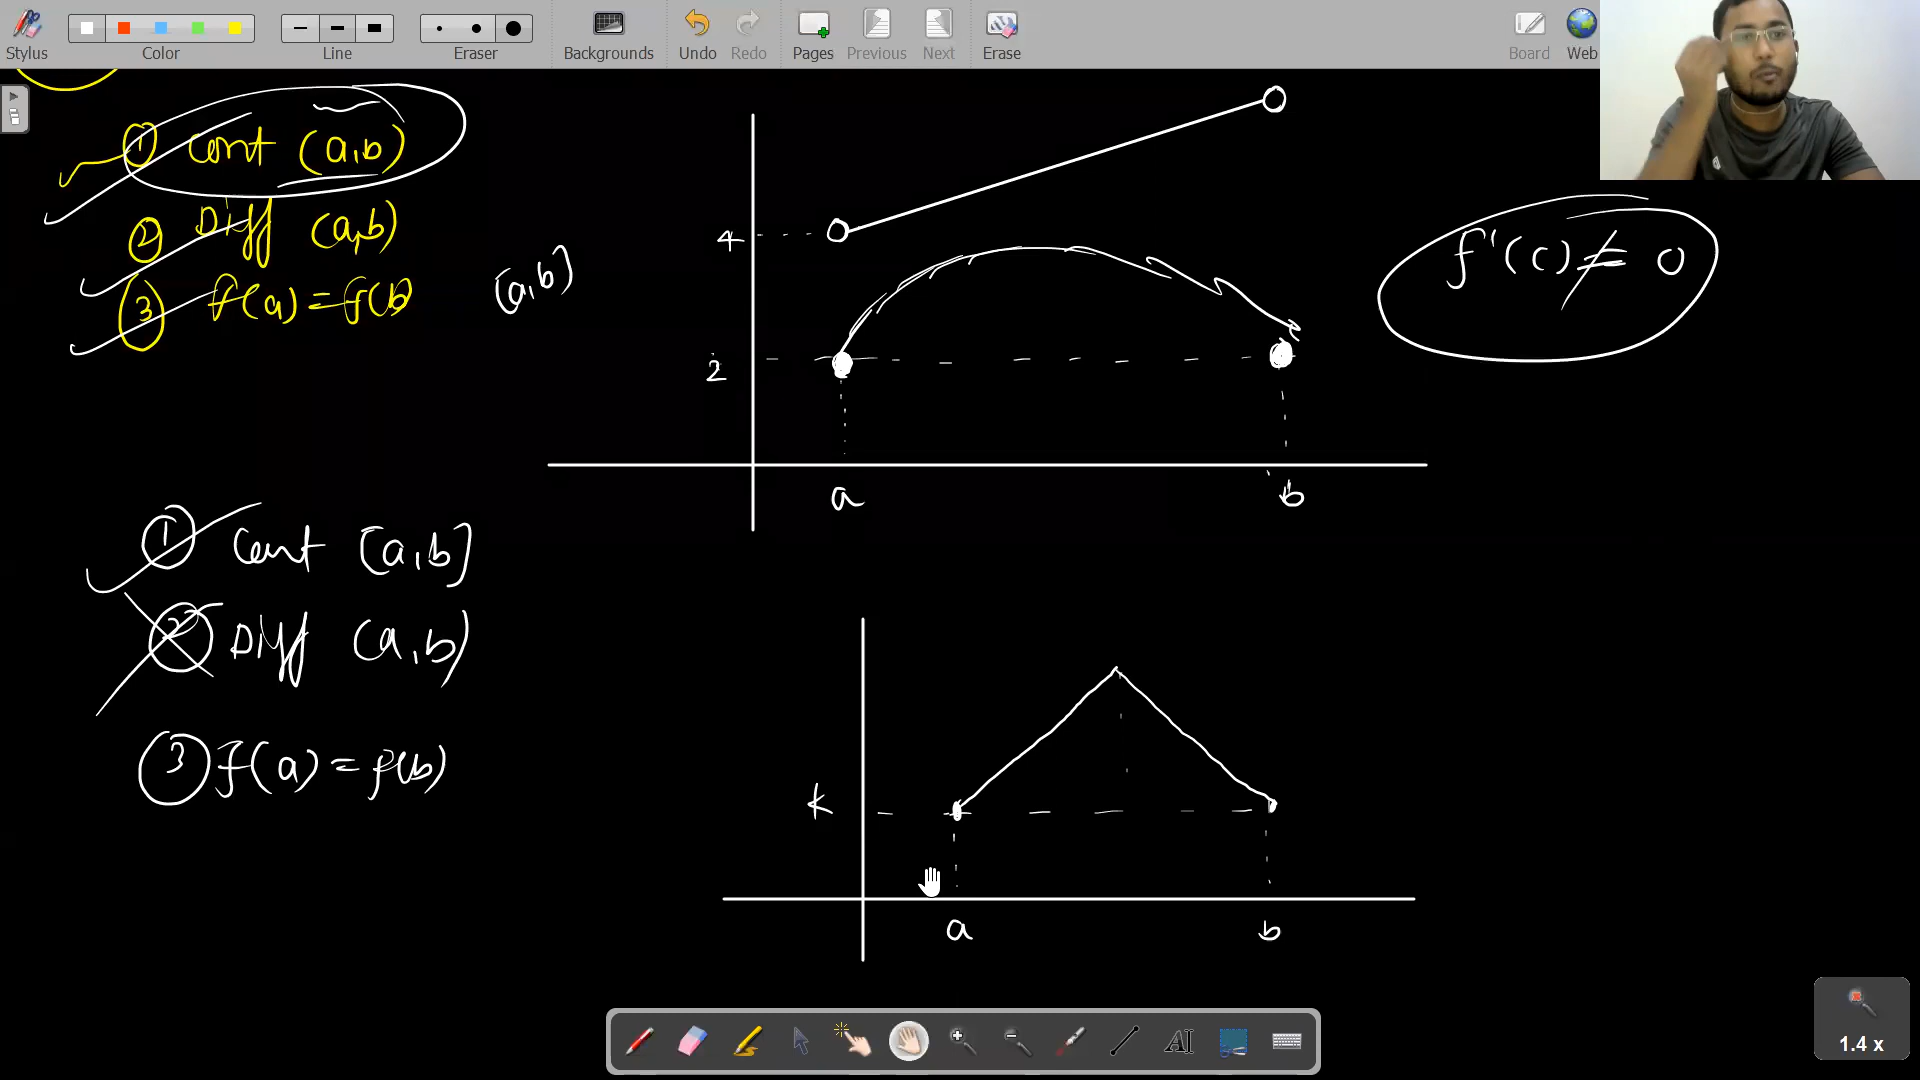 Stylus
Color
Line
Eraser
Backgrounds
Undo
Redo
Pages
Previous
Next
Erase
Board
Web
① Cont (a,b)
② Diff (a,b)
③ f(a) = f(b)
[a,b]
4
2
a
b
f'(c) ≠ 0
① Cont [a,b]
② Diff (a,b)
③ f(a) = f(b)
k
a
b
1.4 x